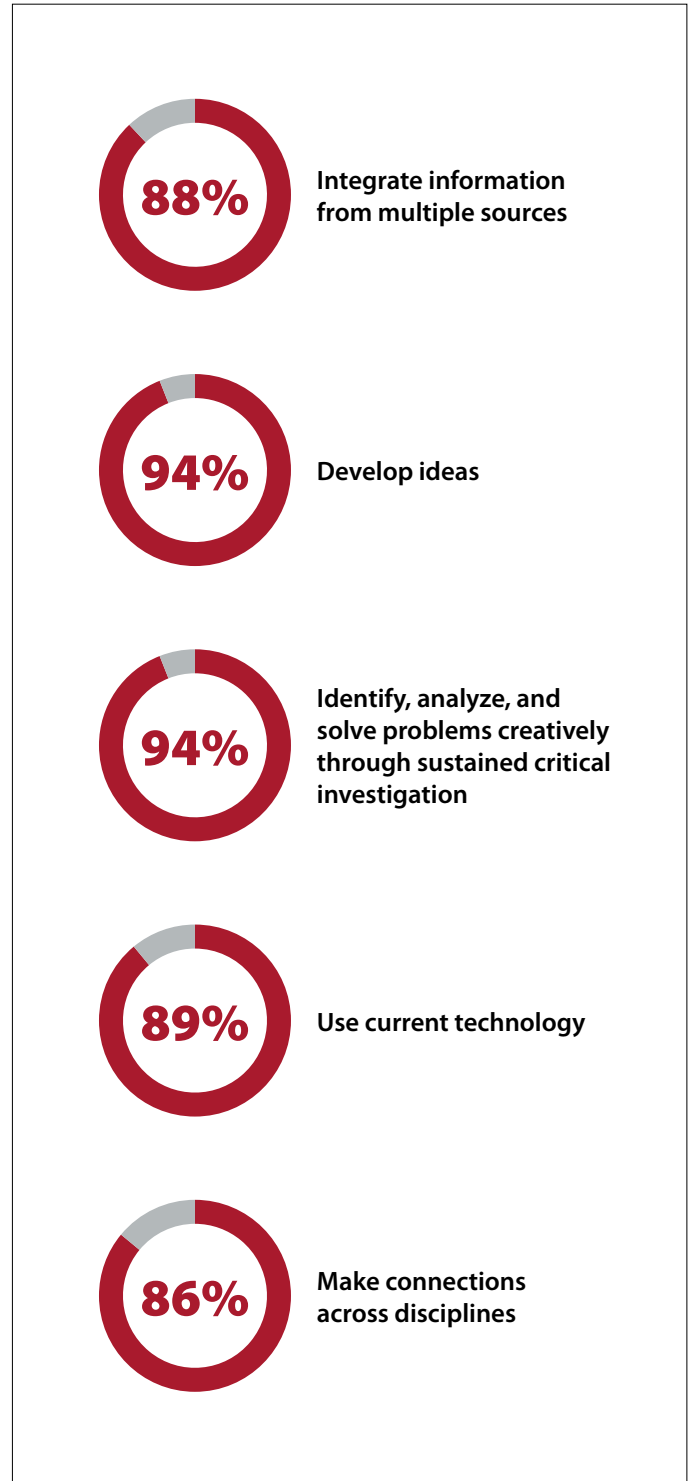 88%
Integrate information
from multiple sources
94%
Develop ideas
94%
Identify, analyze, and
solve problems creatively
through sustained critical
investigation
89%
Use current technology
86%
Make connections
across disciplines